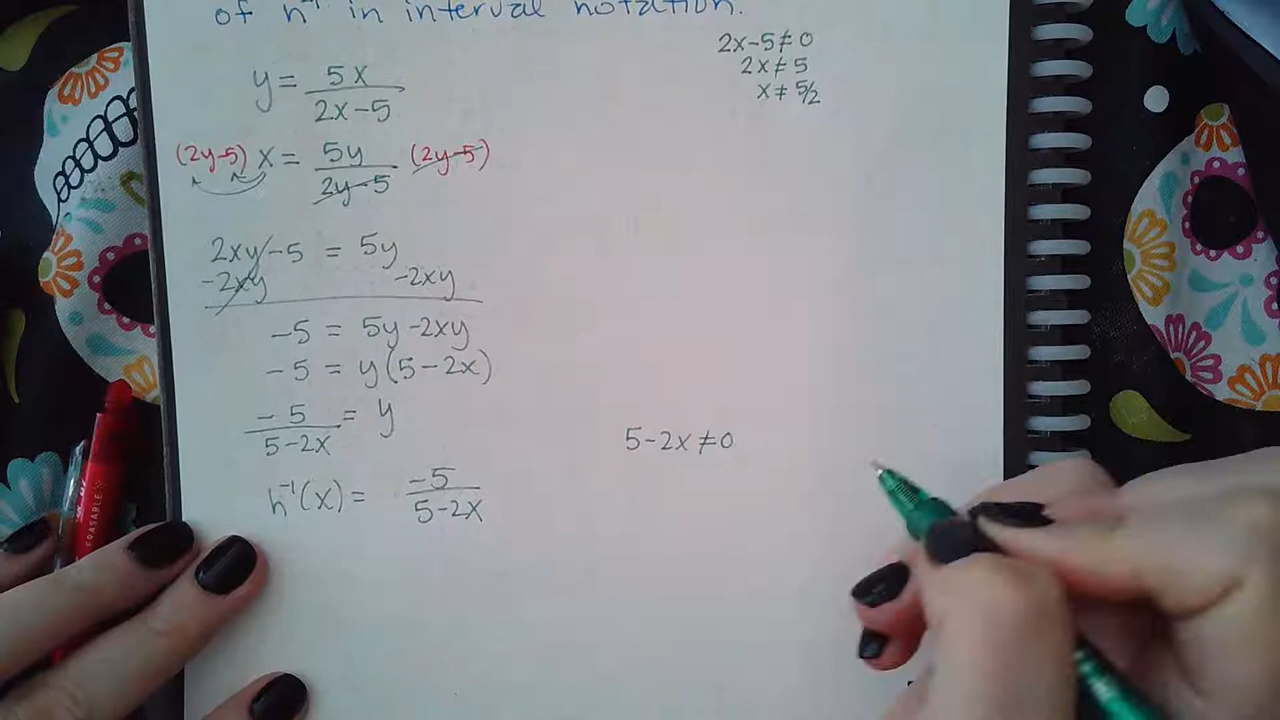 of h⁻¹ in interval notation.
2x-5≠0
2x≠5
x≠5/2
y = 5x / 2x-5
(2y-5) x = 5y / 2y-5 (2y-5)
2xy-5 = 5y
-2xy -2xy
-5 = 5y-2xy
-5 = y(5-2x)
-5 / 5-2x = y
5-2x≠0
h⁻¹(x) = -5 / 5-2x
ERASABLE